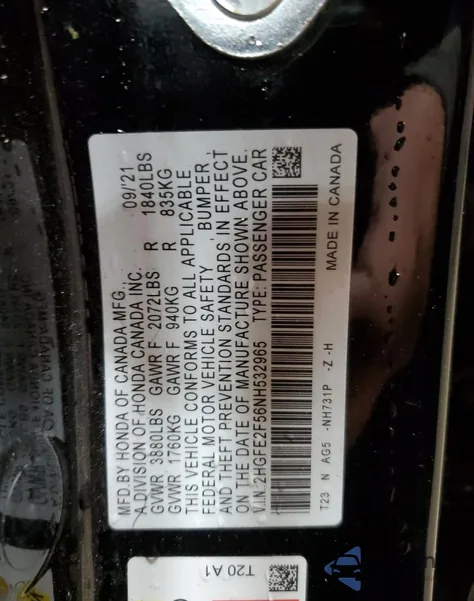 MFD.BY HONDA OF CANADA MFG.,
A DIVISION OF HONDA CANADA INC. 09/'21
GVWR 3880LBS GAWR F 2072LBS R 1840LBS
GVWR 1760KG GAWR F 940KG R 835KG
THIS VEHICLE CONFORMS TO ALL APPLICABLE
FEDERAL MOTOR VEHICLE SAFETY , BUMPER ,
AND THEFT PREVENTION STANDARDS, IN EFFECT
ON THE DATE OF MANUFACTURE SHOWN ABOVE.
V.I.N. 2HGFE2F56NH532965 TYPE: PASSENGER CAR
T23 N AG5 -NH731P -Z -H MADE IN CANADA
T20 A1